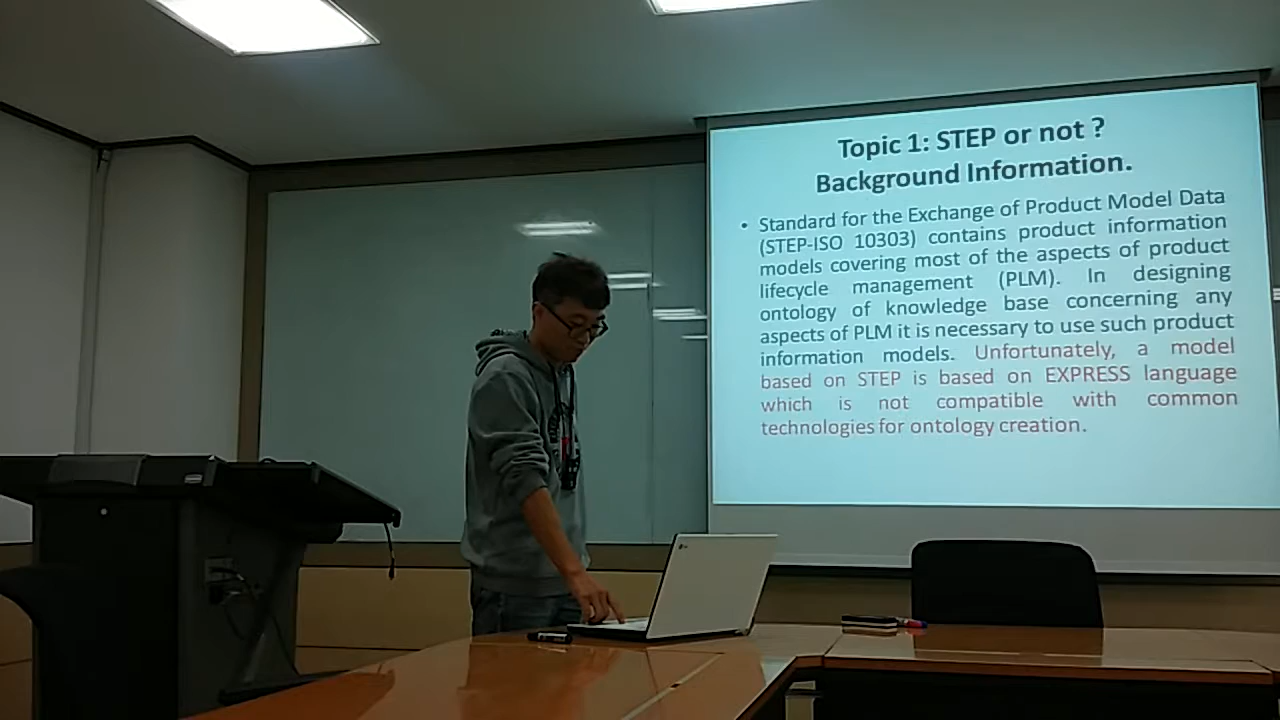 Topic 1: STEP or not ?
Background Information.
• Standard for the Exchange of Product Model Data
(STEP-ISO 10303) contains product information
models covering most of the aspects of product
lifecycle management (PLM). In designing
ontology of knowledge base concerning any
aspects of PLM it is necessary to use such product
information models. Unfortunately, a model
based on STEP is based on EXPRESS language
which is not compatible with common
technologies for ontology creation.